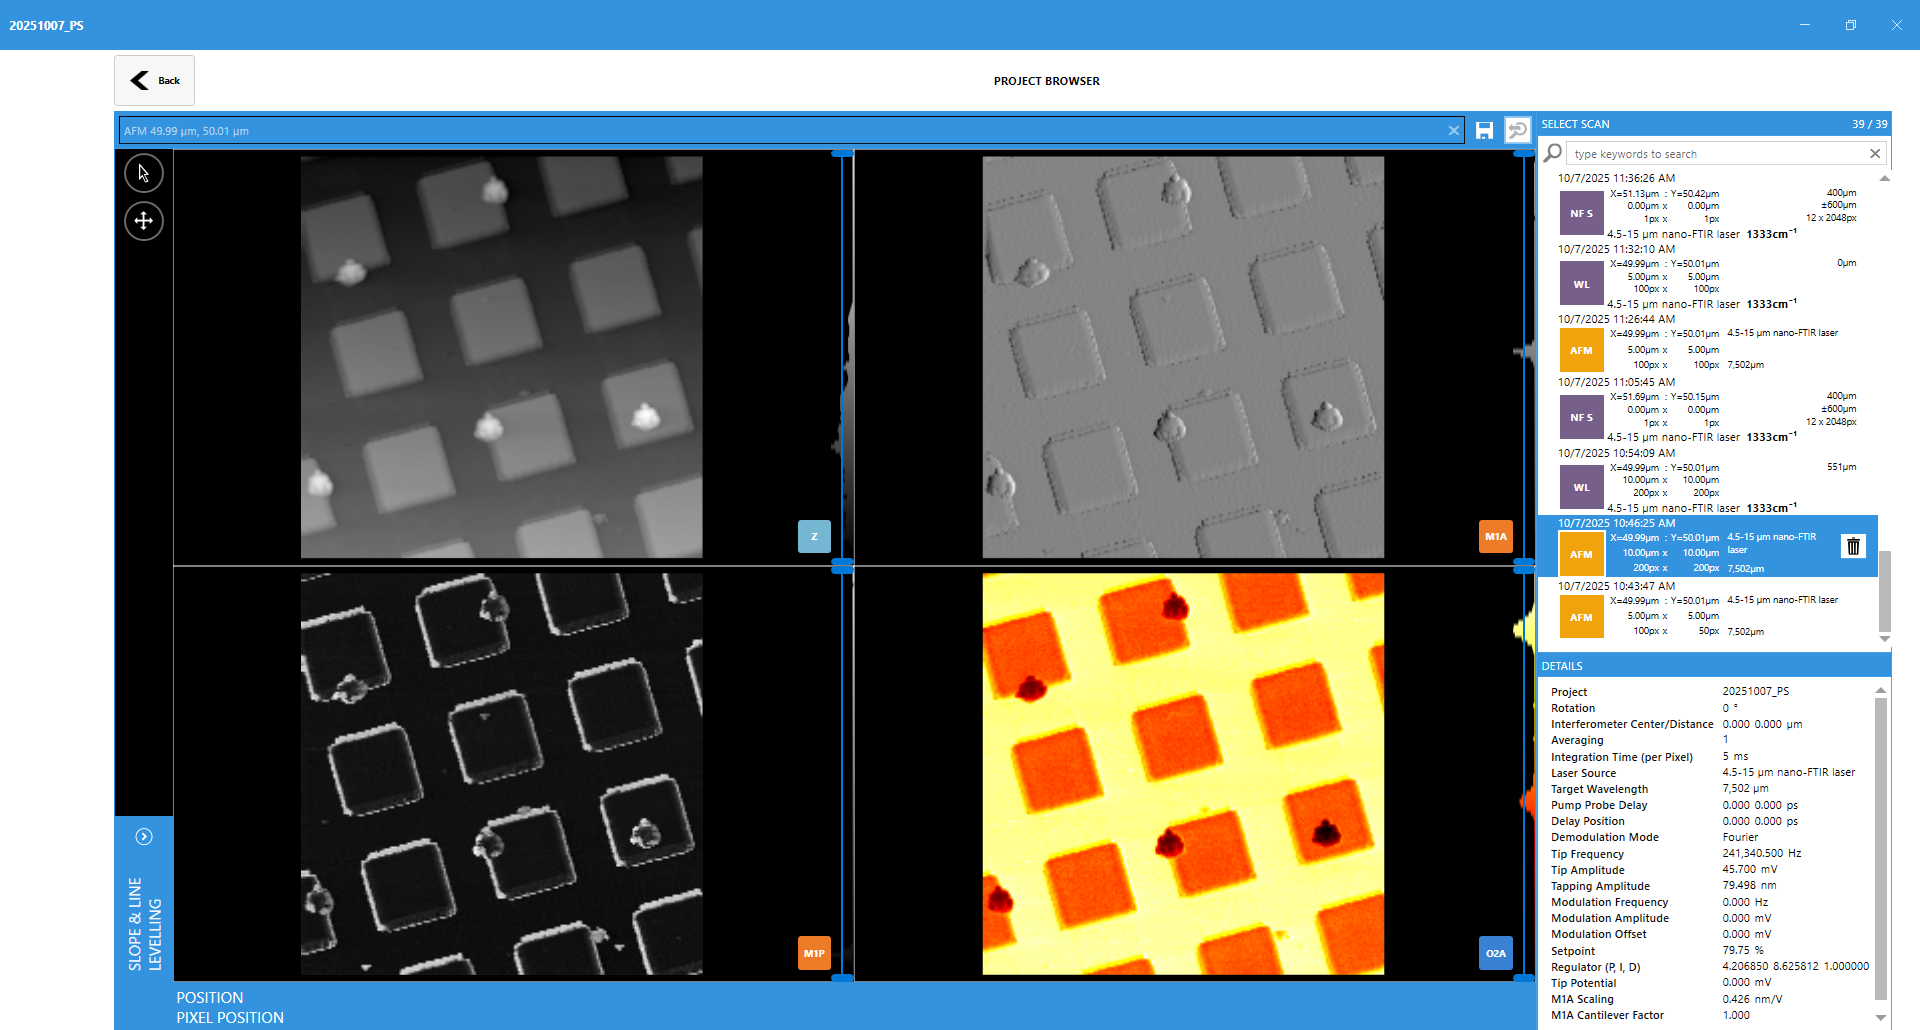 20251007_PS
Back
PROJECT BROWSER
AFM 49.99 µm, 50.01 µm
SELECT SCAN 39 / 39
type keywords to search
10/7/2025 11:36:26 AM
NF S
X=51.13µm : Y=50.42µm 400µm
0.00µm x 0.00µm ±600µm
1px x 1px 12 x 2048px
4.5-15 µm nano-FTIR laser 1333cm⁻¹
10/7/2025 11:32:10 AM
WL
X=49.99µm : Y=50.01µm 0µm
5.00µm x 5.00µm
100px x 100px
4.5-15 µm nano-FTIR laser 1333cm⁻¹
10/7/2025 11:26:44 AM
AFM
X=49.99µm : Y=50.01µm 4.5-15 µm nano-FTIR laser
5.00µm x 5.00µm
100px x 100px 7,502µm
10/7/2025 11:05:45 AM
NF S
X=51.69µm : Y=50.15µm 400µm
0.00µm x 0.00µm ±600µm
1px x 1px 12 x 2048px
4.5-15 µm nano-FTIR laser 1333cm⁻¹
10/7/2025 10:54:09 AM
WL
X=49.99µm : Y=50.01µm 551µm
10.00µm x 10.00µm
200px x 200px
4.5-15 µm nano-FTIR laser 1333cm⁻¹
10/7/2025 10:46:25 AM
AFM
X=49.99µm : Y=50.01µm 4.5-15 µm nano-FTIR
laser
10.00µm x 10.00µm
200px x 200px 7,502µm
10/7/2025 10:43:47 AM
AFM
X=49.99µm : Y=50.01µm 4.5-15 µm nano-FTIR laser
5.00µm x 5.00µm
100px x 50px 7,502µm
Z
M1A
M1P
O2A
SLOPE & LINE
LEVELLING
POSITION
PIXEL POSITION
DETAILS
Project 20251007_PS
Rotation 0 °
Interferometer Center/Distance 0.000 0.000 µm
Averaging 1
Integration Time (per Pixel) 5 ms
Laser Source 4.5-15 µm nano-FTIR laser
Target Wavelength 7,502 µm
Pump Probe Delay 0.000 0.000 ps
Delay Position 0.000 0.000 ps
Demodulation Mode Fourier
Tip Frequency 241,340.500 Hz
Tip Amplitude 45.700 mV
Tapping Amplitude 79.498 nm
Modulation Frequency 0.000 Hz
Modulation Amplitude 0.000 mV
Modulation Offset 0.000 mV
Setpoint 79.75 %
Regulator (P, I, D) 4.206850 8.625812 1.000000
Tip Potential 0.000 mV
M1A Scaling 0.426 nm/V
M1A Cantilever Factor 1.000